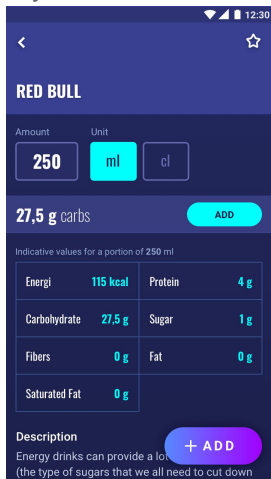 12:30
RED BULL
Amount Unit
250 ml cl
27,5 g carbs ADD
Indicative values for a portion of 250 ml
Energi 115 kcal Protein 4 g
Carbohydrate 27,5 g Sugar 1 g
Fibers 0 g Fat 0 g
Saturated Fat 0 g
Description
+ ADD
Energy drinks can provide a lot
(the type of sugars that we all need to cut down